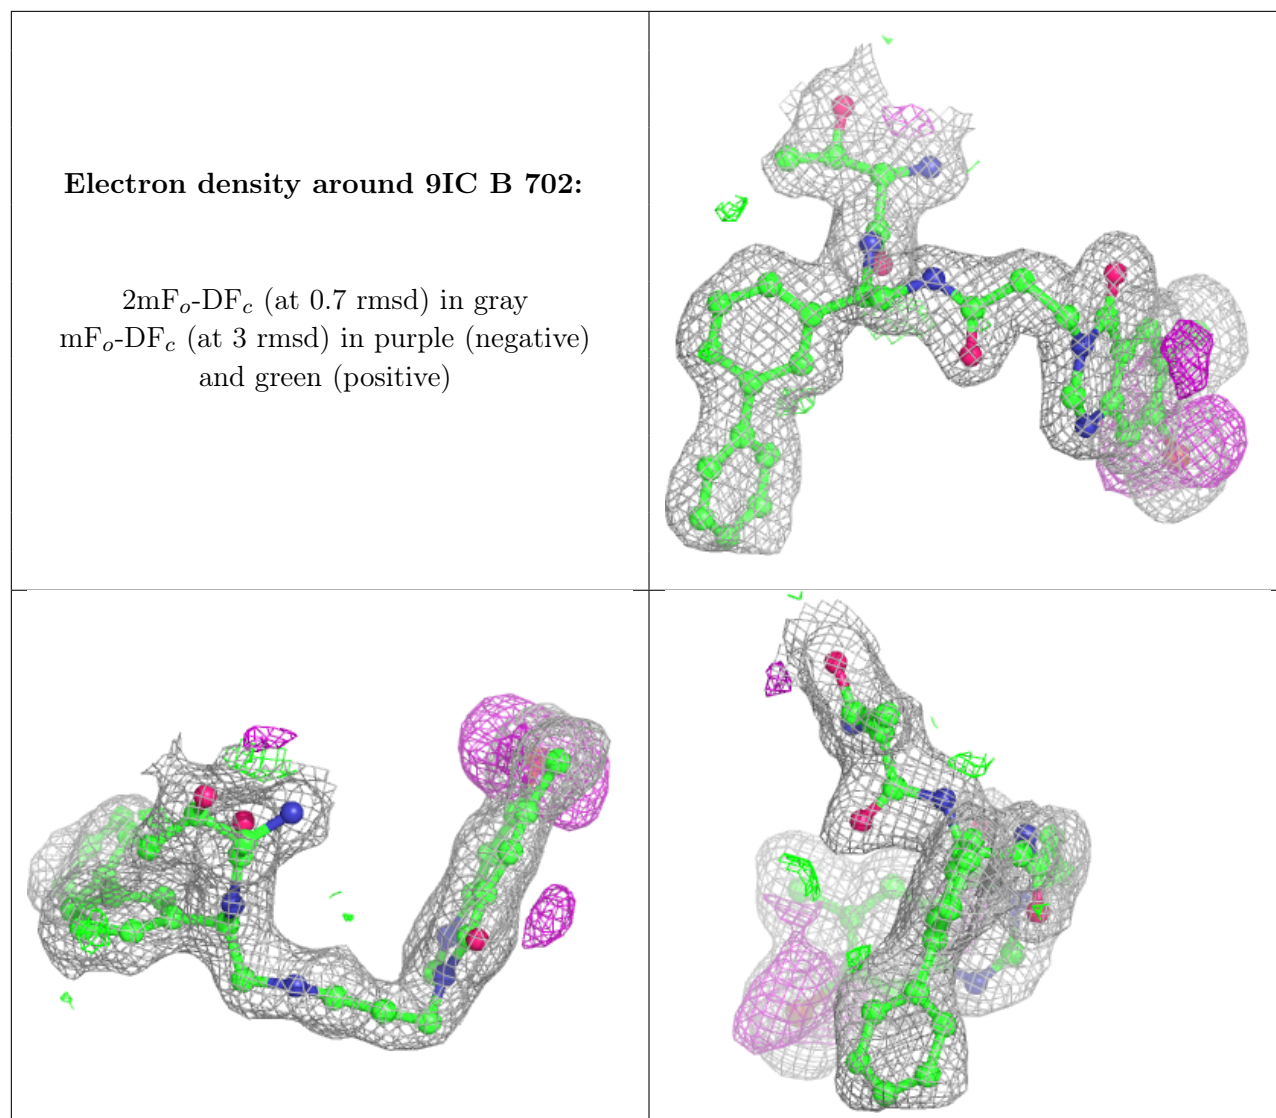 Electron density around 9IC B 702:
2mFo-DFc (at 0.7 rmsd) in gray
mFo-DFc (at 3 rmsd) in purple (negative)
and green (positive)